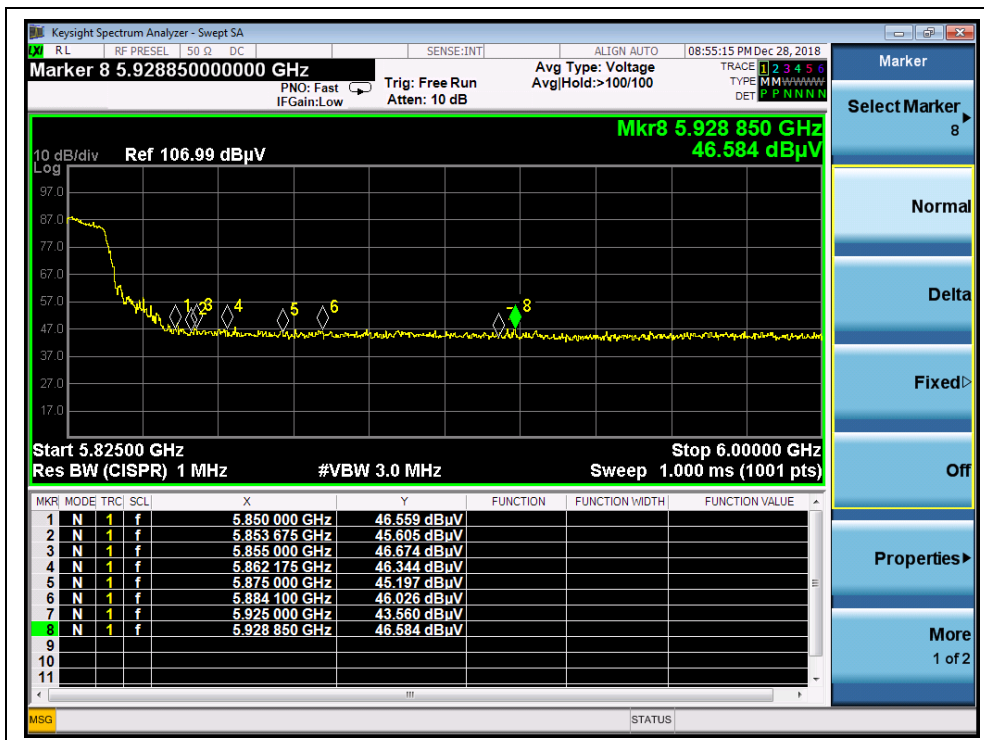 Keysight Spectrum Analyzer - Swept SA
LXI RL RF PRESEL 50 Ω DC SENSE:INT ALIGN AUTO 08:55:15 PM Dec 28, 2018
Marker 8 5.928850000000 GHz
PNO: Fast
IFGain:Low
Trig: Free Run
Atten: 10 dB
Avg Type: Voltage
Avg|Hold:>100/100
TRACE 1 2 3 4 5 6
TYPE M M W W W W
DET P P N N N N
Mkr8 5.928 850 GHz
46.584 dBµV
10 dB/div Ref 106.99 dBµV
Log
97.0
87.0
77.0
67.0
57.0
47.0
37.0
27.0
17.0
1 2 3 4 5 6 7 8
Start 5.82500 GHz Stop 6.00000 GHz
Res BW (CISPR) 1 MHz #VBW 3.0 MHz Sweep 1.000 ms (1001 pts)
MKR MODE TRC SCL X Y FUNCTION FUNCTION WIDTH FUNCTION VALUE
1 N 1 f 5.850 000 GHz 46.559 dBµV
2 N 1 f 5.853 675 GHz 45.605 dBµV
3 N 1 f 5.855 000 GHz 46.674 dBµV
4 N 1 f 5.862 175 GHz 46.344 dBµV
5 N 1 f 5.875 000 GHz 45.197 dBµV
6 N 1 f 5.884 100 GHz 46.026 dBµV
7 N 1 f 5.925 000 GHz 43.560 dBµV
8 N 1 f 5.928 850 GHz 46.584 dBµV
9
10
11
MSG STATUS
Marker
Select Marker
8
Normal
Delta
Fixed
Off
Properties
More
1 of 2